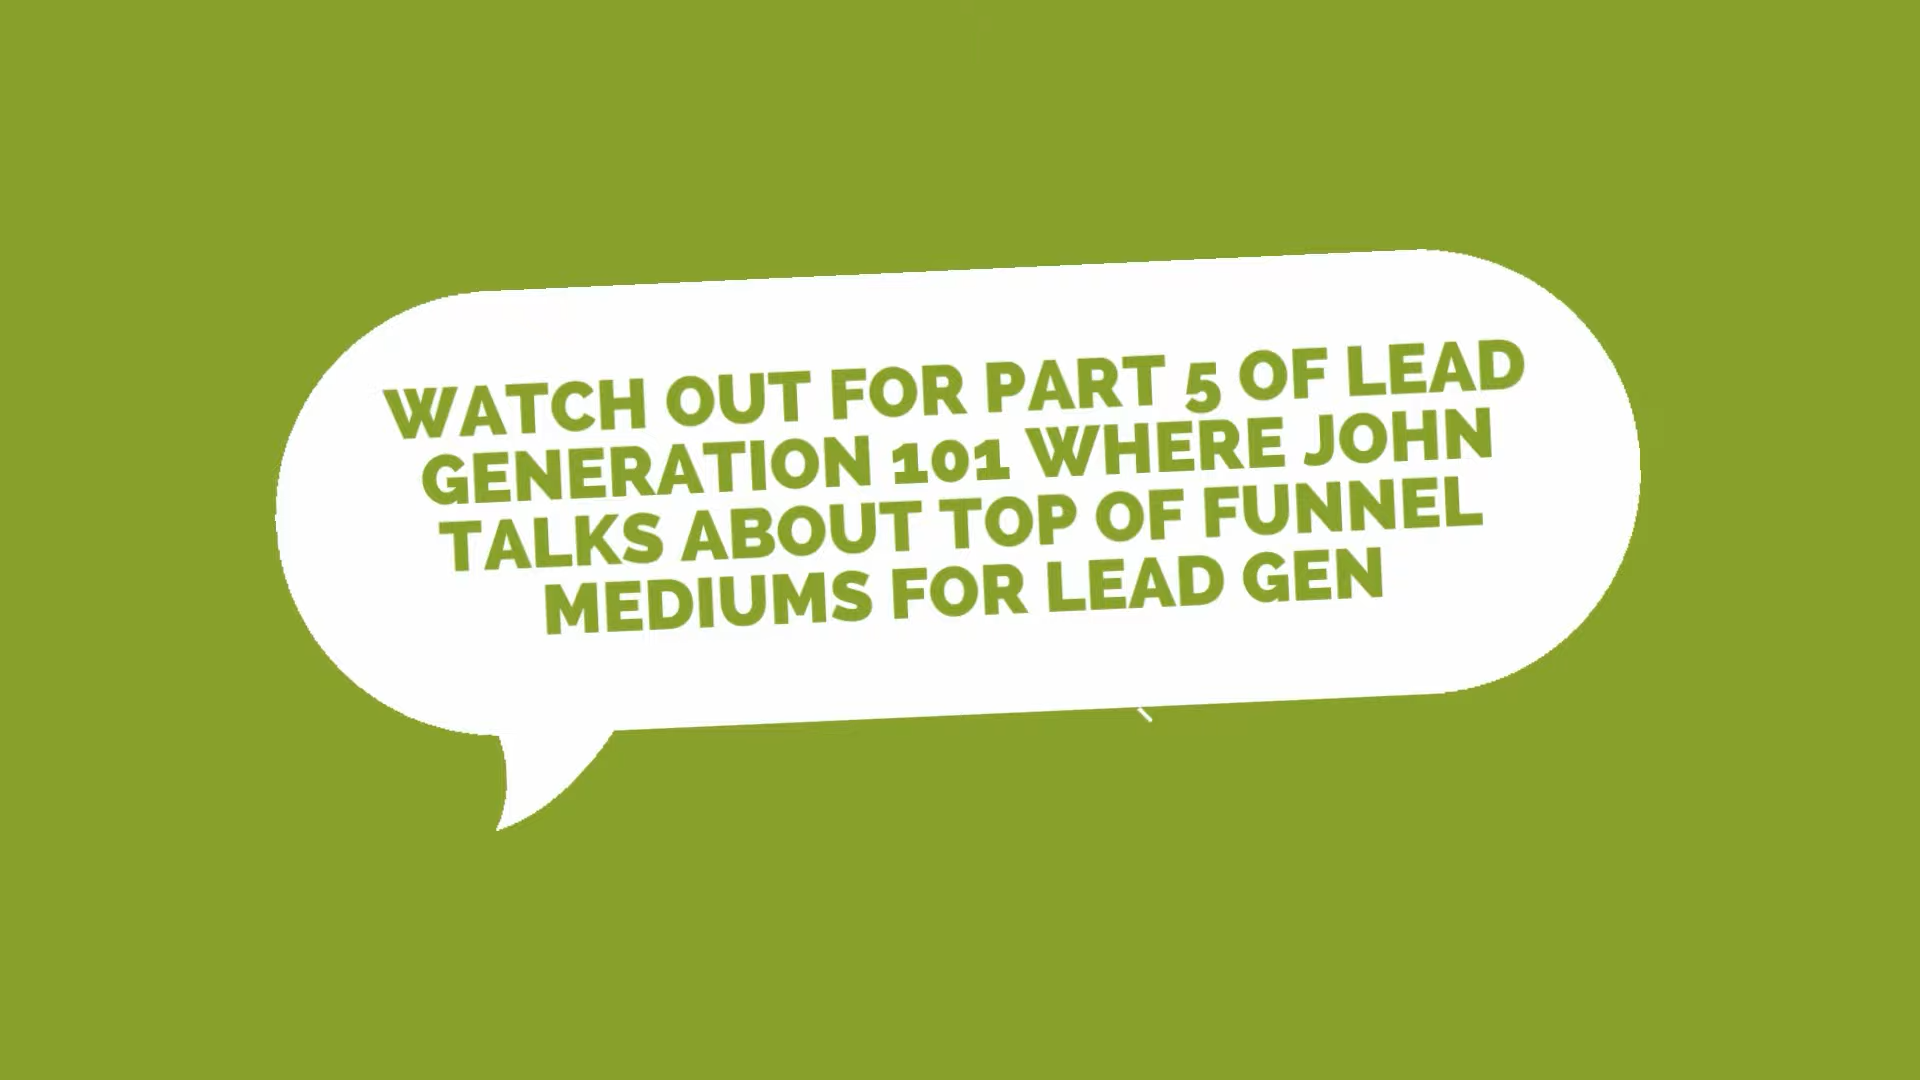 WATCH OUT FOR PART 5 OF LEAD
GENERATION 101 WHERE JOHN
TALKS ABOUT TOP OF FUNNEL
MEDIUMS FOR LEAD GEN